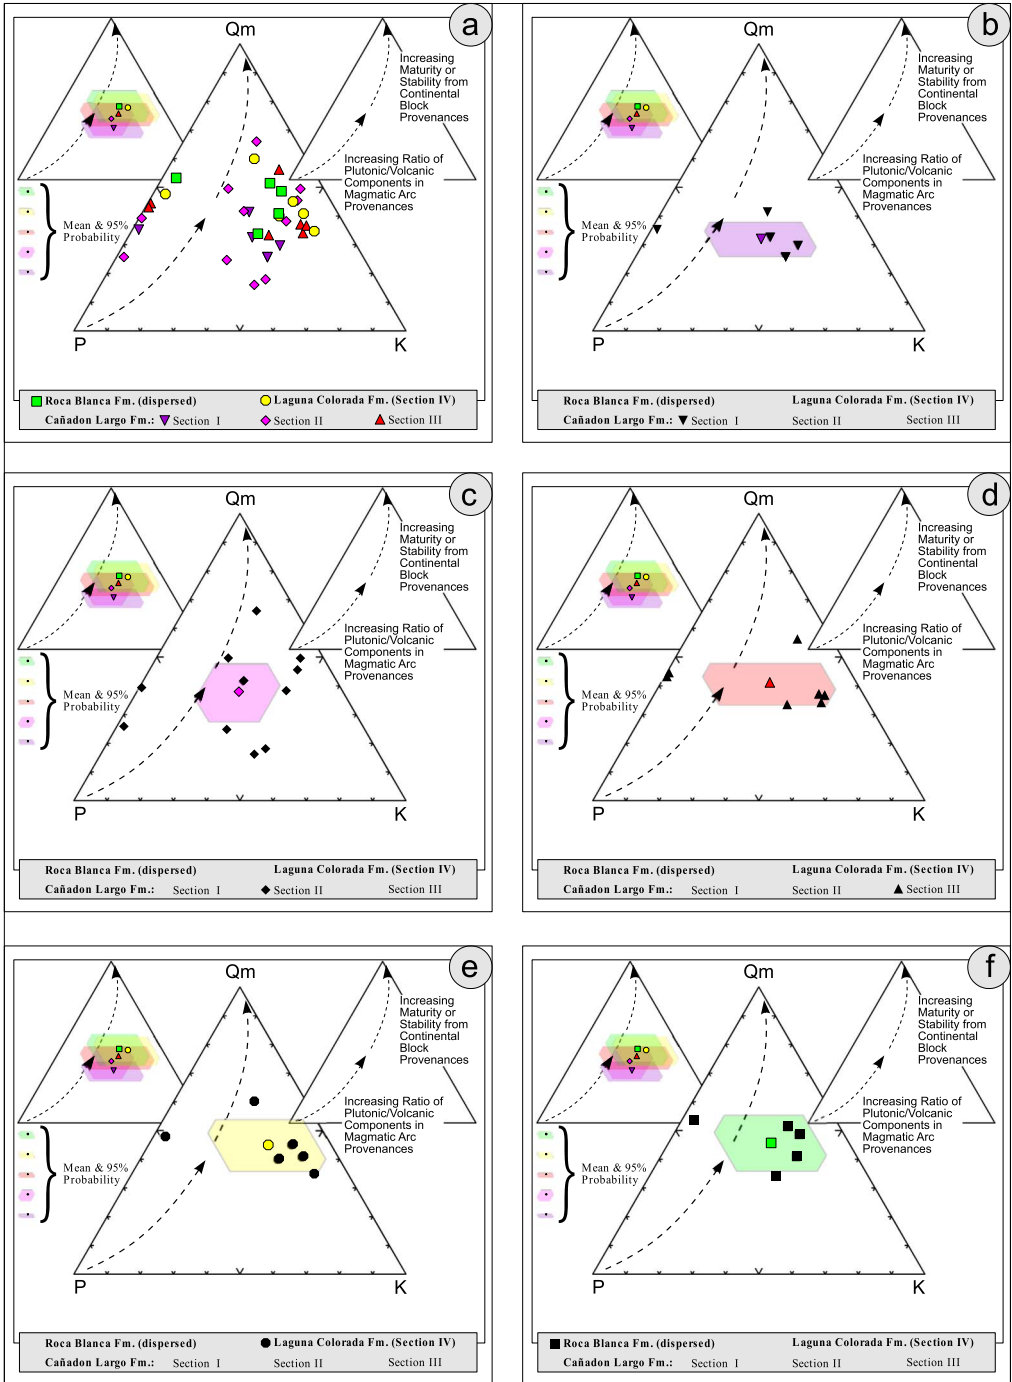 a
Qm
Increasing
Maturity or
Stability from
Continental
Block
Provenances
Increasing Ratio of
Plutonic/Volcanic
Components in
Magmatic Arc
Provenances
Mean & 95%
Probability
P
K
Roca Blanca Fm. (dispersed)
Laguna Colorada Fm. (Section IV)
Cañadon Largo Fm.: Section I Section II Section III
b
Qm
Increasing
Maturity or
Stability from
Continental
Block
Provenances
Increasing Ratio of
Plutonic/Volcanic
Components in
Magmatic Arc
Provenances
Mean & 95%
Probability
P
K
Roca Blanca Fm. (dispersed)
Laguna Colorada Fm. (Section IV)
Cañadon Largo Fm.: Section I Section II Section III
c
Qm
Increasing
Maturity or
Stability from
Continental
Block
Provenances
Increasing Ratio of
Plutonic/Volcanic
Components in
Magmatic Arc
Provenances
Mean & 95%
Probability
P
K
Roca Blanca Fm. (dispersed)
Laguna Colorada Fm. (Section IV)
Cañadon Largo Fm.: Section I Section II Section III
d
Qm
Increasing
Maturity or
Stability from
Continental
Block
Provenances
Increasing Ratio of
Plutonic/Volcanic
Components in
Magmatic Arc
Provenances
Mean & 95%
Probability
P
K
Roca Blanca Fm. (dispersed)
Laguna Colorada Fm. (Section IV)
Cañadon Largo Fm.: Section I Section II Section III
e
Qm
Increasing
Maturity or
Stability from
Continental
Block
Provenances
Increasing Ratio of
Plutonic/Volcanic
Components in
Magmatic Arc
Provenances
Mean & 95%
Probability
P
K
Roca Blanca Fm. (dispersed)
Laguna Colorada Fm. (Section IV)
Cañadon Largo Fm.: Section I Section II Section III
f
Qm
Increasing
Maturity or
Stability from
Continental
Block
Provenances
Increasing Ratio of
Plutonic/Volcanic
Components in
Magmatic Arc
Provenances
Mean & 95%
Probability
P
K
Roca Blanca Fm. (dispersed)
Laguna Colorada Fm. (Section IV)
Cañadon Largo Fm.: Section I Section II Section III